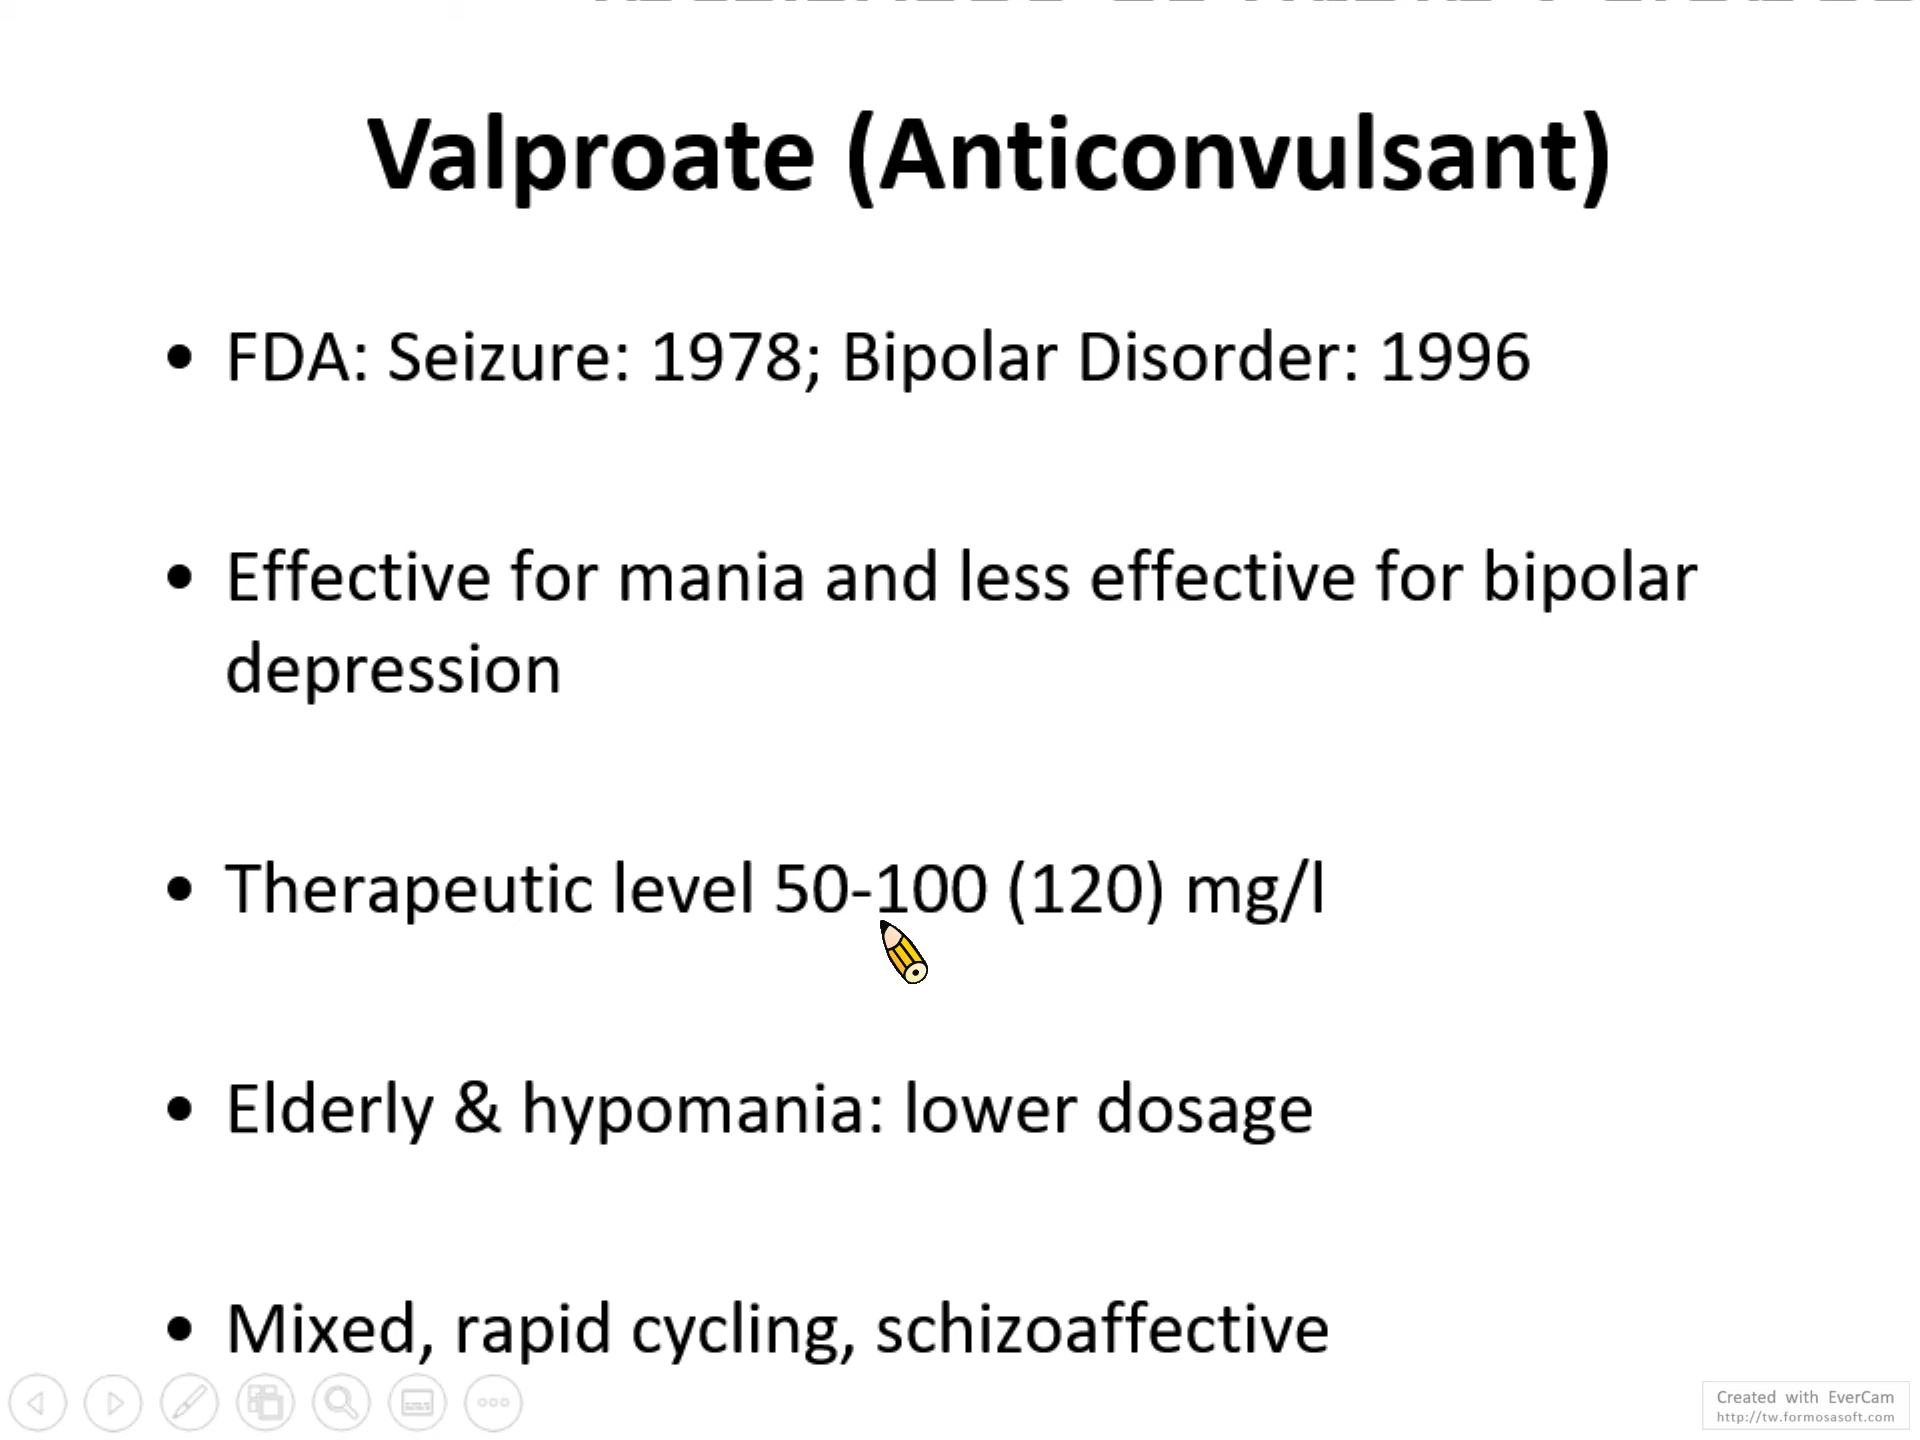 Valproate (Anticonvulsant)
• FDA: Seizure: 1978; Bipolar Disorder: 1996
• Effective for mania and less effective for bipolar
depression
• Therapeutic level 50-100 (120) mg/l
• Elderly & hypomania: lower dosage
• Mixed, rapid cycling, schizoaffective
Created with EverCam
http://tw.formosasoft.com